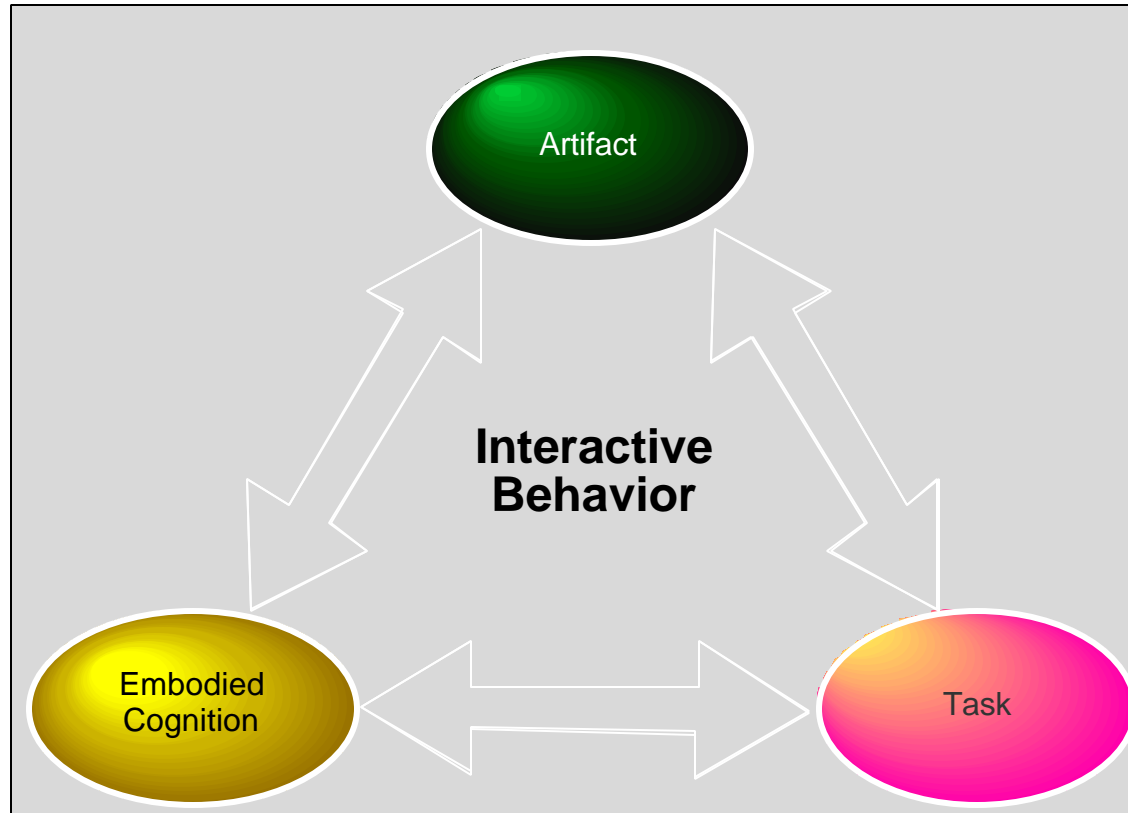 Artifact
Interactive
Behavior
Embodied
Cognition
Task